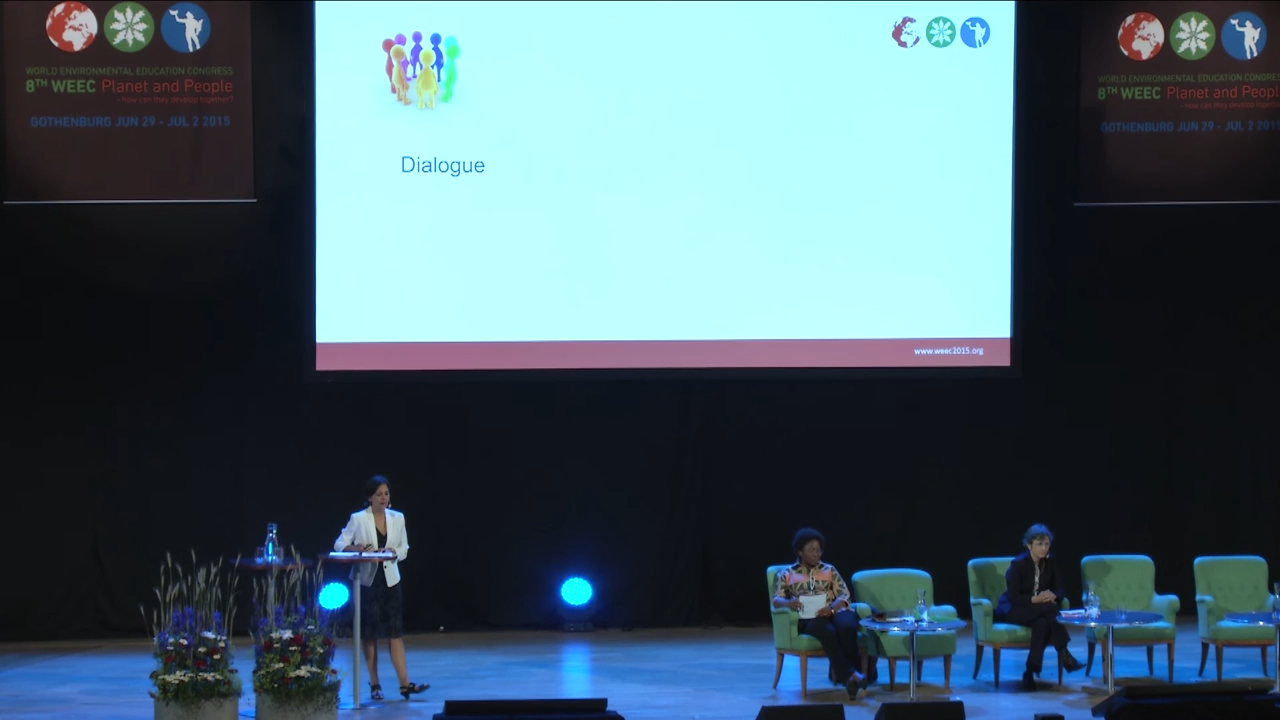 WORLD ENVIRONMENTAL EDUCATION CONGRESS
8TH WEEC Planet and People
- how can they develop together?
GOTHENBURG JUN 29 - JUL 2 2015
Dialogue
www.weec2015.org
WORLD ENVIRONMENTAL EDUCATION CONGRESS
8TH WEEC Planet and People
- how can they develop together?
GOTHENBURG JUN 29 - JUL 2 2015